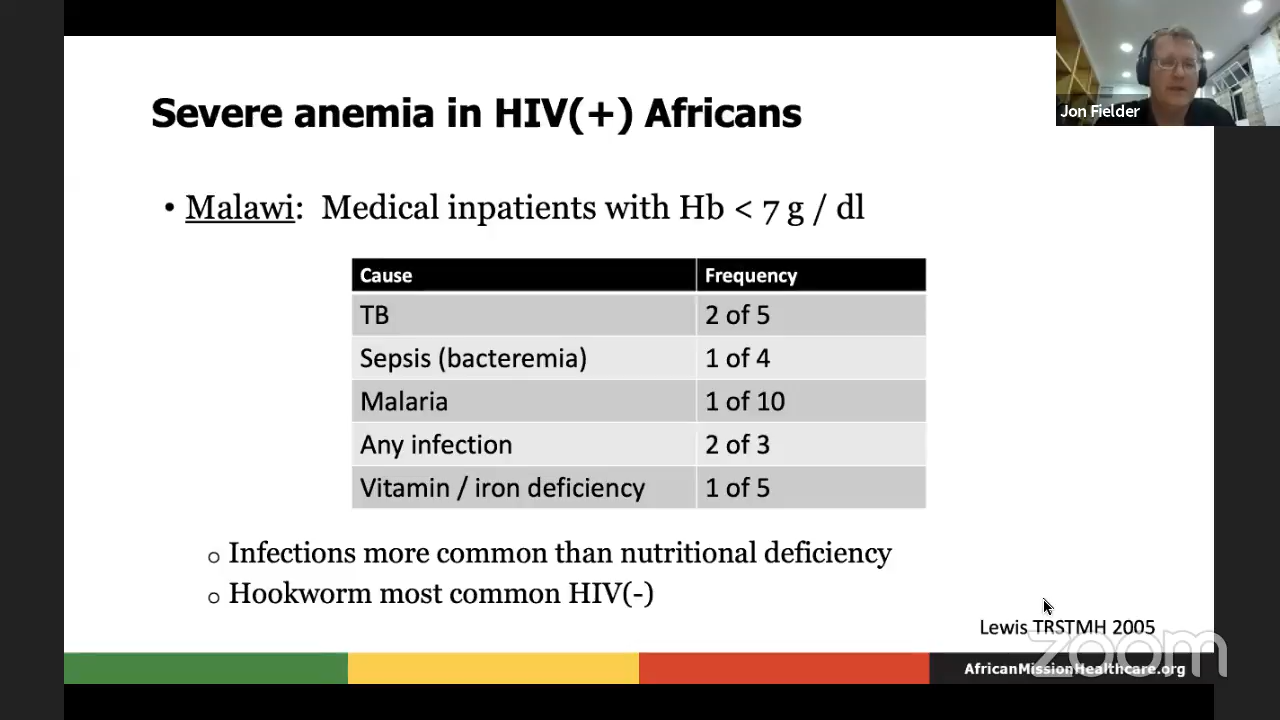 Jon Fielder
Severe anemia in HIV(+) Africans
• Malawi: Medical inpatients with Hb < 7 g / dl
Cause Frequency
TB 2 of 5
Sepsis (bacteremia) 1 of 4
Malaria 1 of 10
Any infection 2 of 3
Vitamin / iron deficiency 1 of 5
o Infections more common than nutritional deficiency
o Hookworm most common HIV(-)
Lewis TRSTMH 2005
zoom
AfricanMissionHealthcare.org